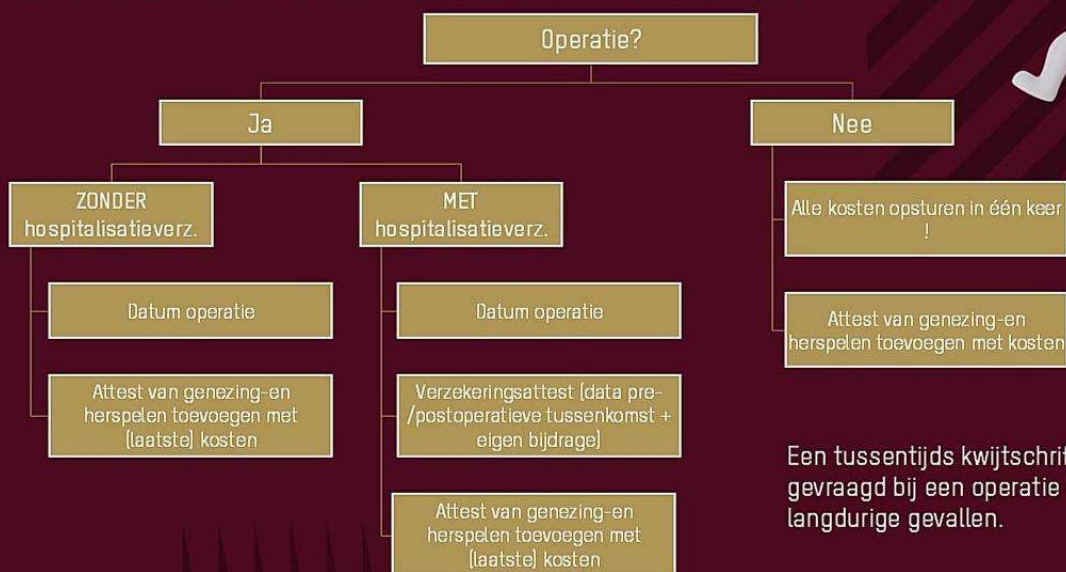 Operatie?
Ja
Nee
ZONDER
hospitalisatieverz.
MET
hospitalisatieverz.
Alle kosten opsturen in één keer
!
Datum operatie
Datum operatie
Attest van genezing-en
herspelen toevoegen met kosten
Attest van genezing-en
herspelen toevoegen met
(laatste) kosten
Verzekeringsattest (data pre-
/postoperatieve tussenkomst +
eigen bijdrage)
Attest van genezing-en
herspelen toevoegen met
(laatste) kosten
Een tussentijds
gevraagd bij een operatie
langdurige gevallen.